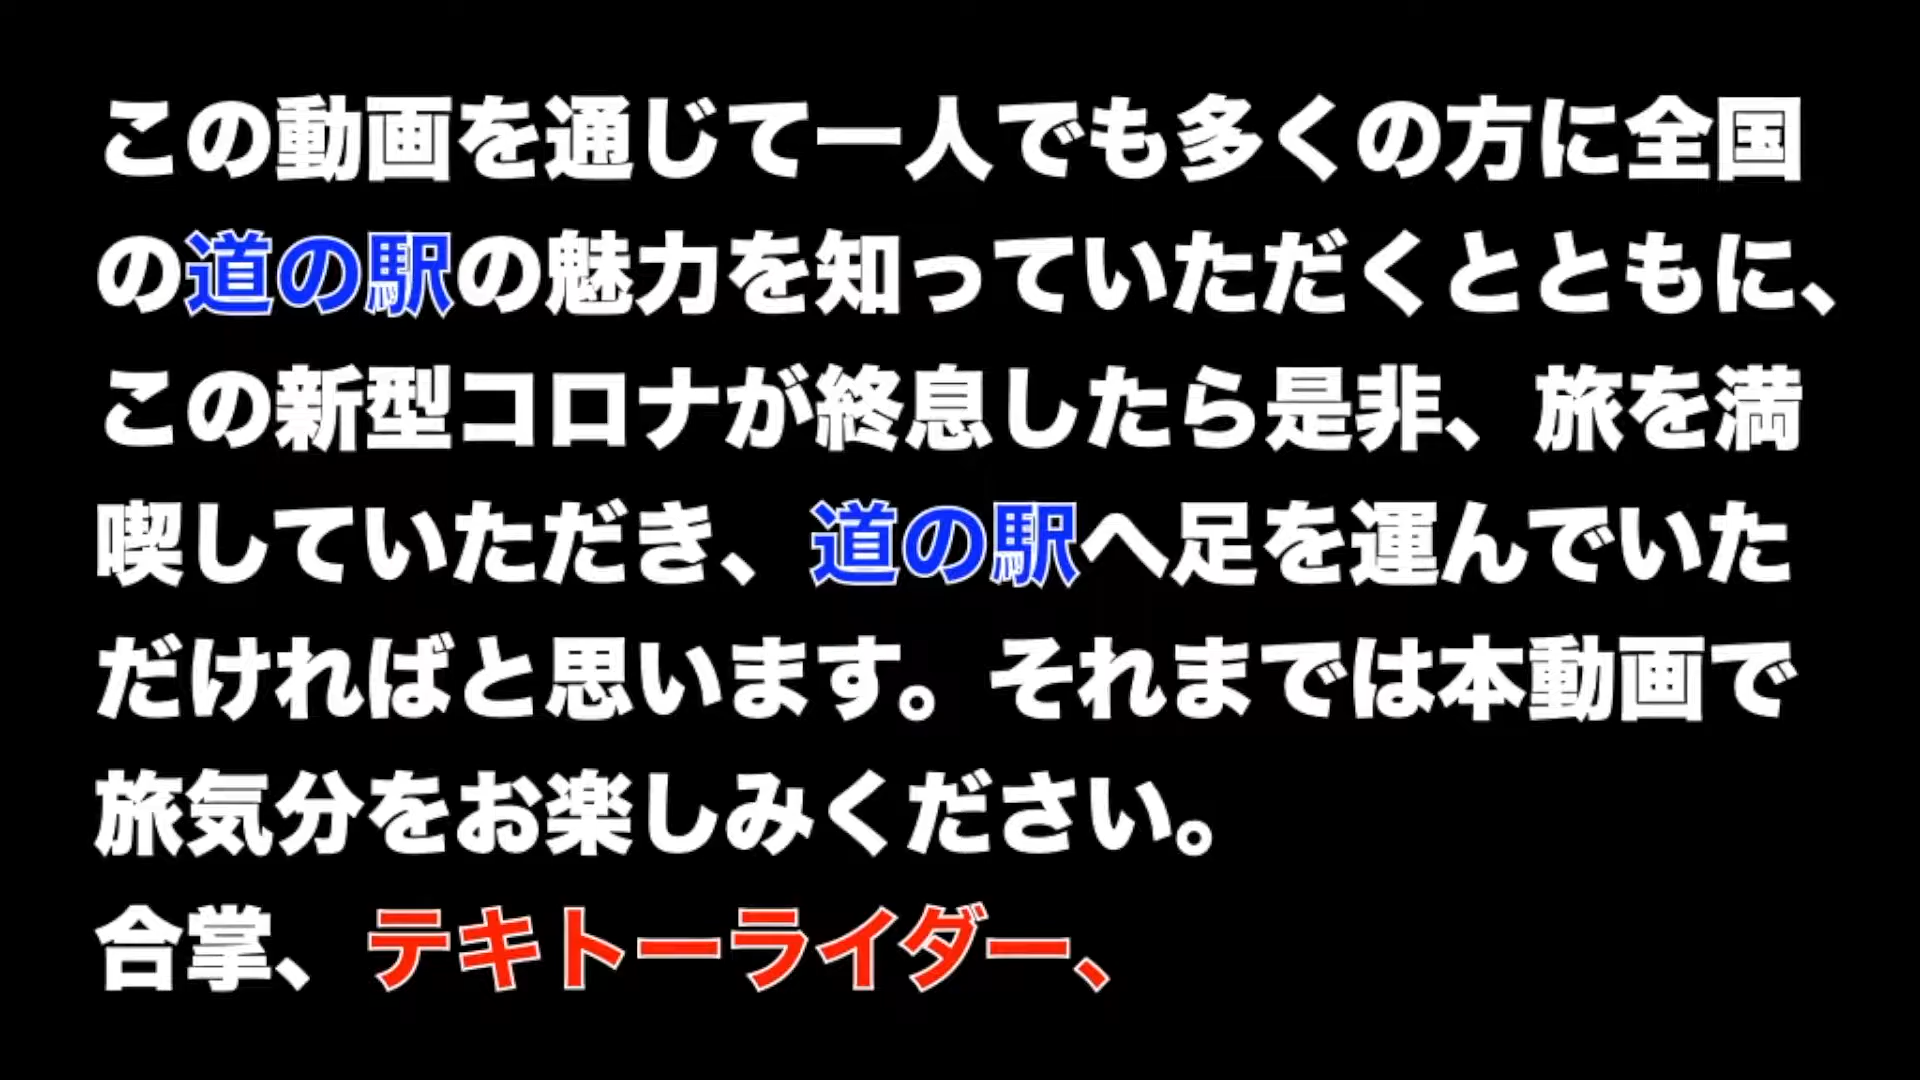 この動画を通じて一人でも多くの方に全国
の道の駅の魅力を知っていただくとともに、
この新型コロナが終息したら是非、旅を満
喫していただき、道の駅へ足を運んでいた
だければと思います。それまでは本動画で
旅気分をお楽しみください。
合掌、テキトーライダー、